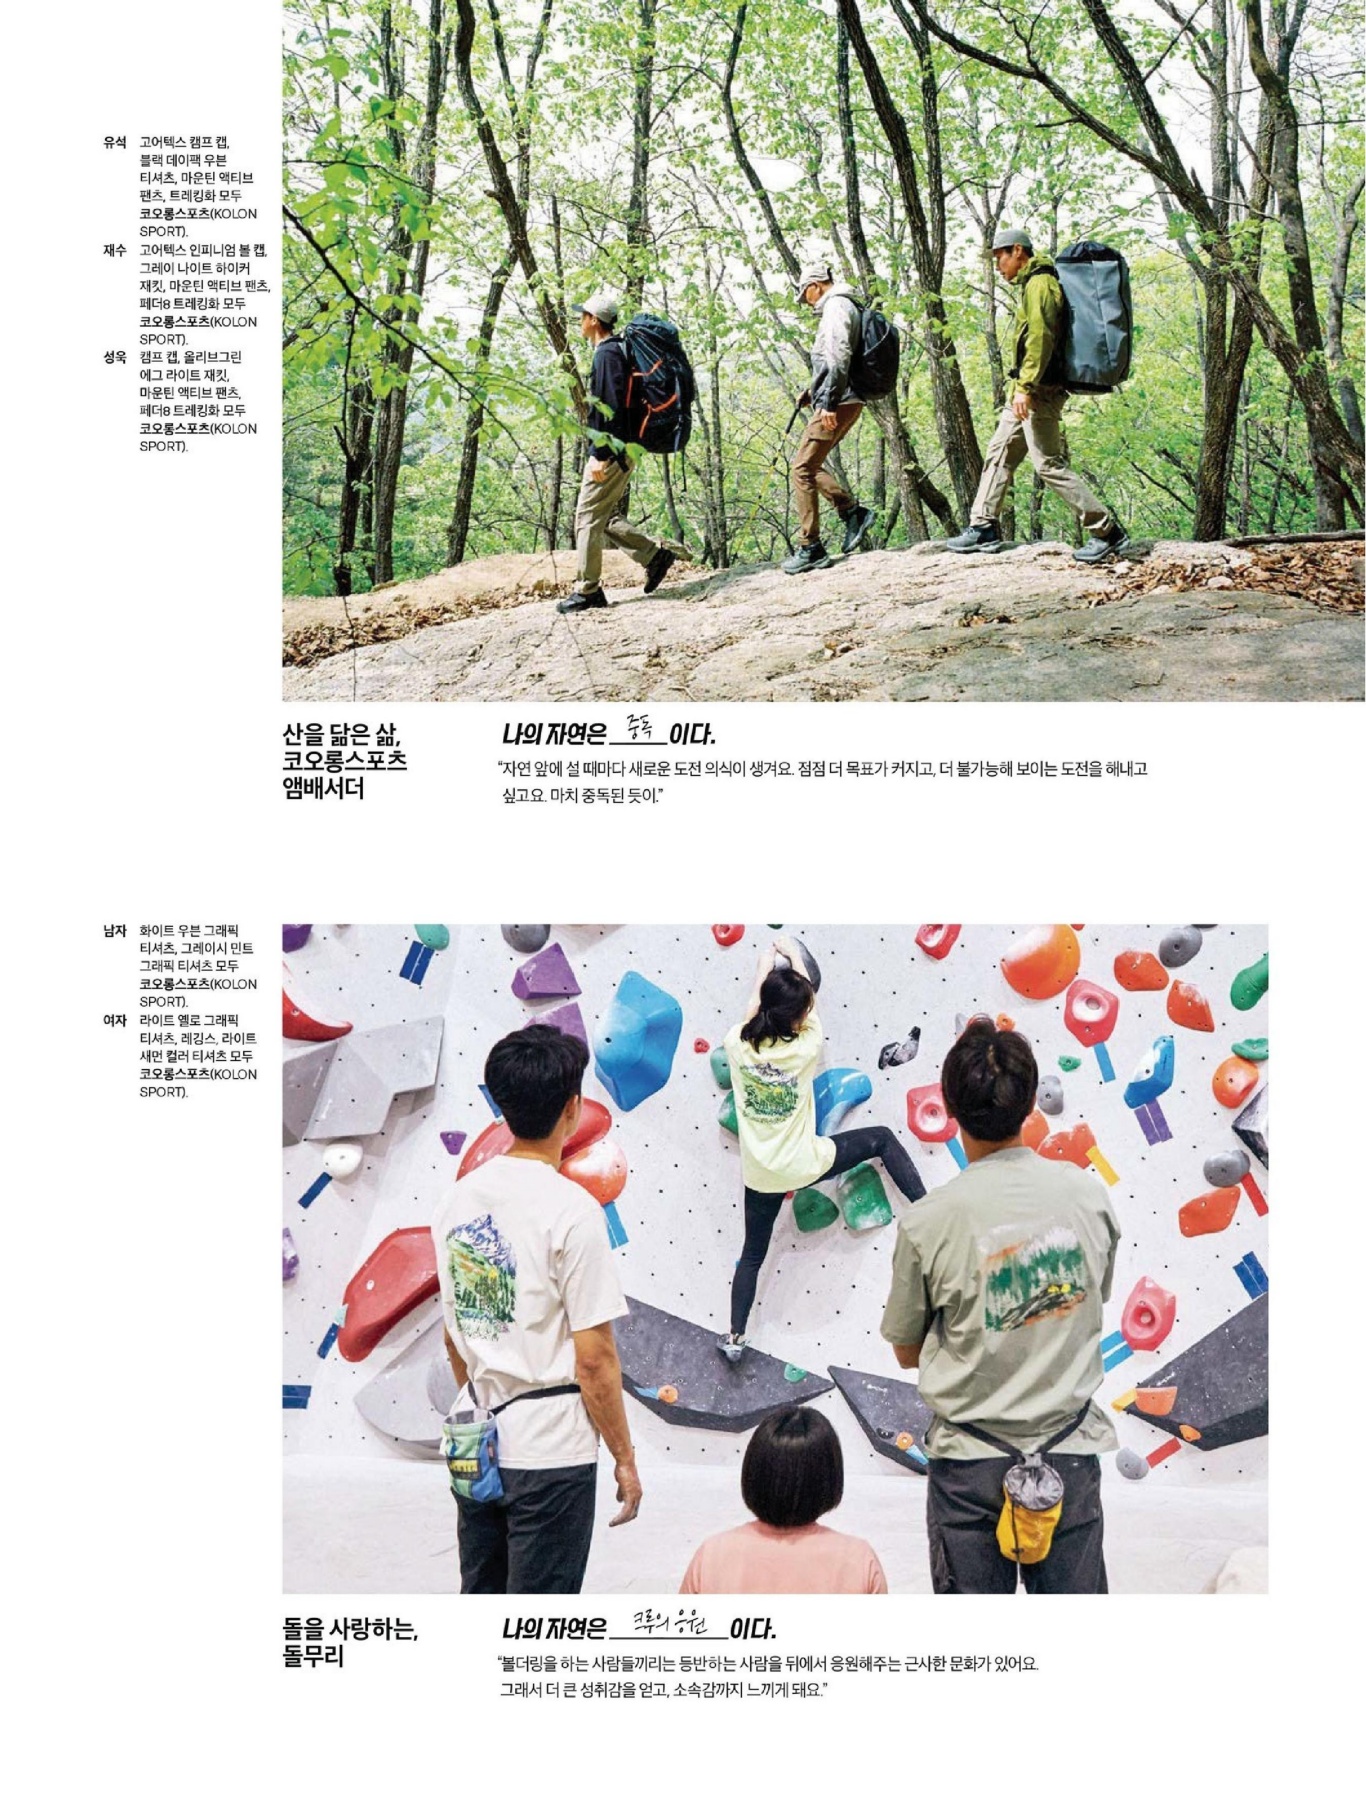 유석 고어텍스 캠프 캡,
블랙 데이팩 우븐
티셔츠, 마운틴 액티브
팬츠, 트레킹화 모두
코오롱스포츠(KOLON
SPORT).
재수 고어텍스 인피니엄 볼 캡,
그레이 나이트 하이커
재킷, 마운틴 액티브 팬츠,
페더8 트레킹화 모두
코오롱스포츠(KOLON
SPORT).
성욱 캠프 캡, 올리브그린
에그 라이트 재킷,
마운틴 액티브 팬츠,
페더8 트레킹화 모두
코오롱스포츠(KOLON
SPORT).
산을 닮은 삶,
코오롱스포츠
앰배서더
나의 자연은 중독 이다.
“자연 앞에 설 때마다 새로운 도전 의식이 생겨요. 점점 더 목표가 커지고, 더 불가능해 보이는 도전을 해내고
싶고요. 마치 중독된 듯이.”
남자 화이트 우븐 그래픽
티셔츠, 그레이시 민트
그래픽 티셔츠 모두
코오롱스포츠(KOLON
SPORT).
여자 라이트 옐로 그래픽
티셔츠, 레깅스, 라이트
새먼 컬러 티셔츠 모두
코오롱스포츠(KOLON
SPORT).
돌을 사랑하는,
돌무리
나의 자연은 크루의 응원 이다.
“볼더링을 하는 사람들끼리는 등반하는 사람을 뒤에서 응원해주는 근사한 문화가 있어요.
그래서 더 큰 성취감을 얻고, 소속감까지 느끼게 돼요.”